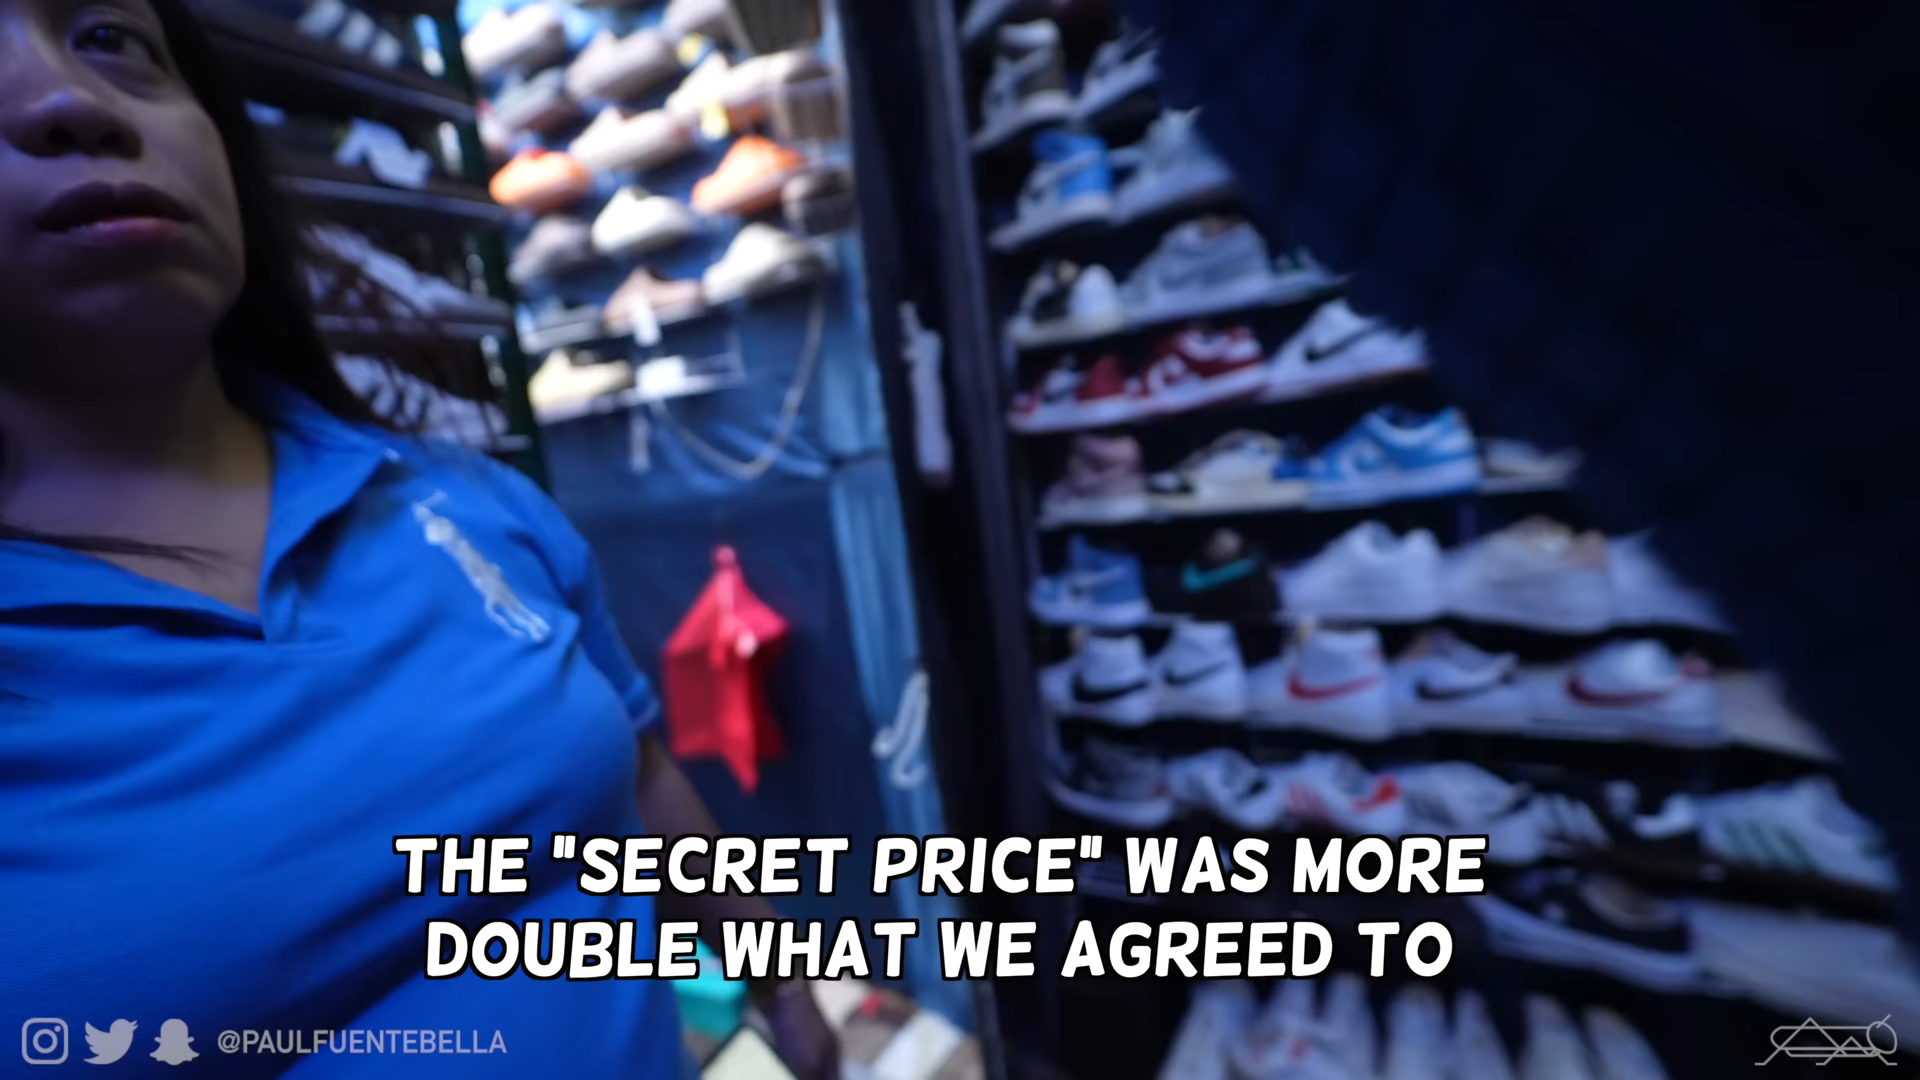 THE "SECRET PRICE" WAS MORE
DOUBLE WHAT WE AGREED TO
@PAULFUENTEBELLA